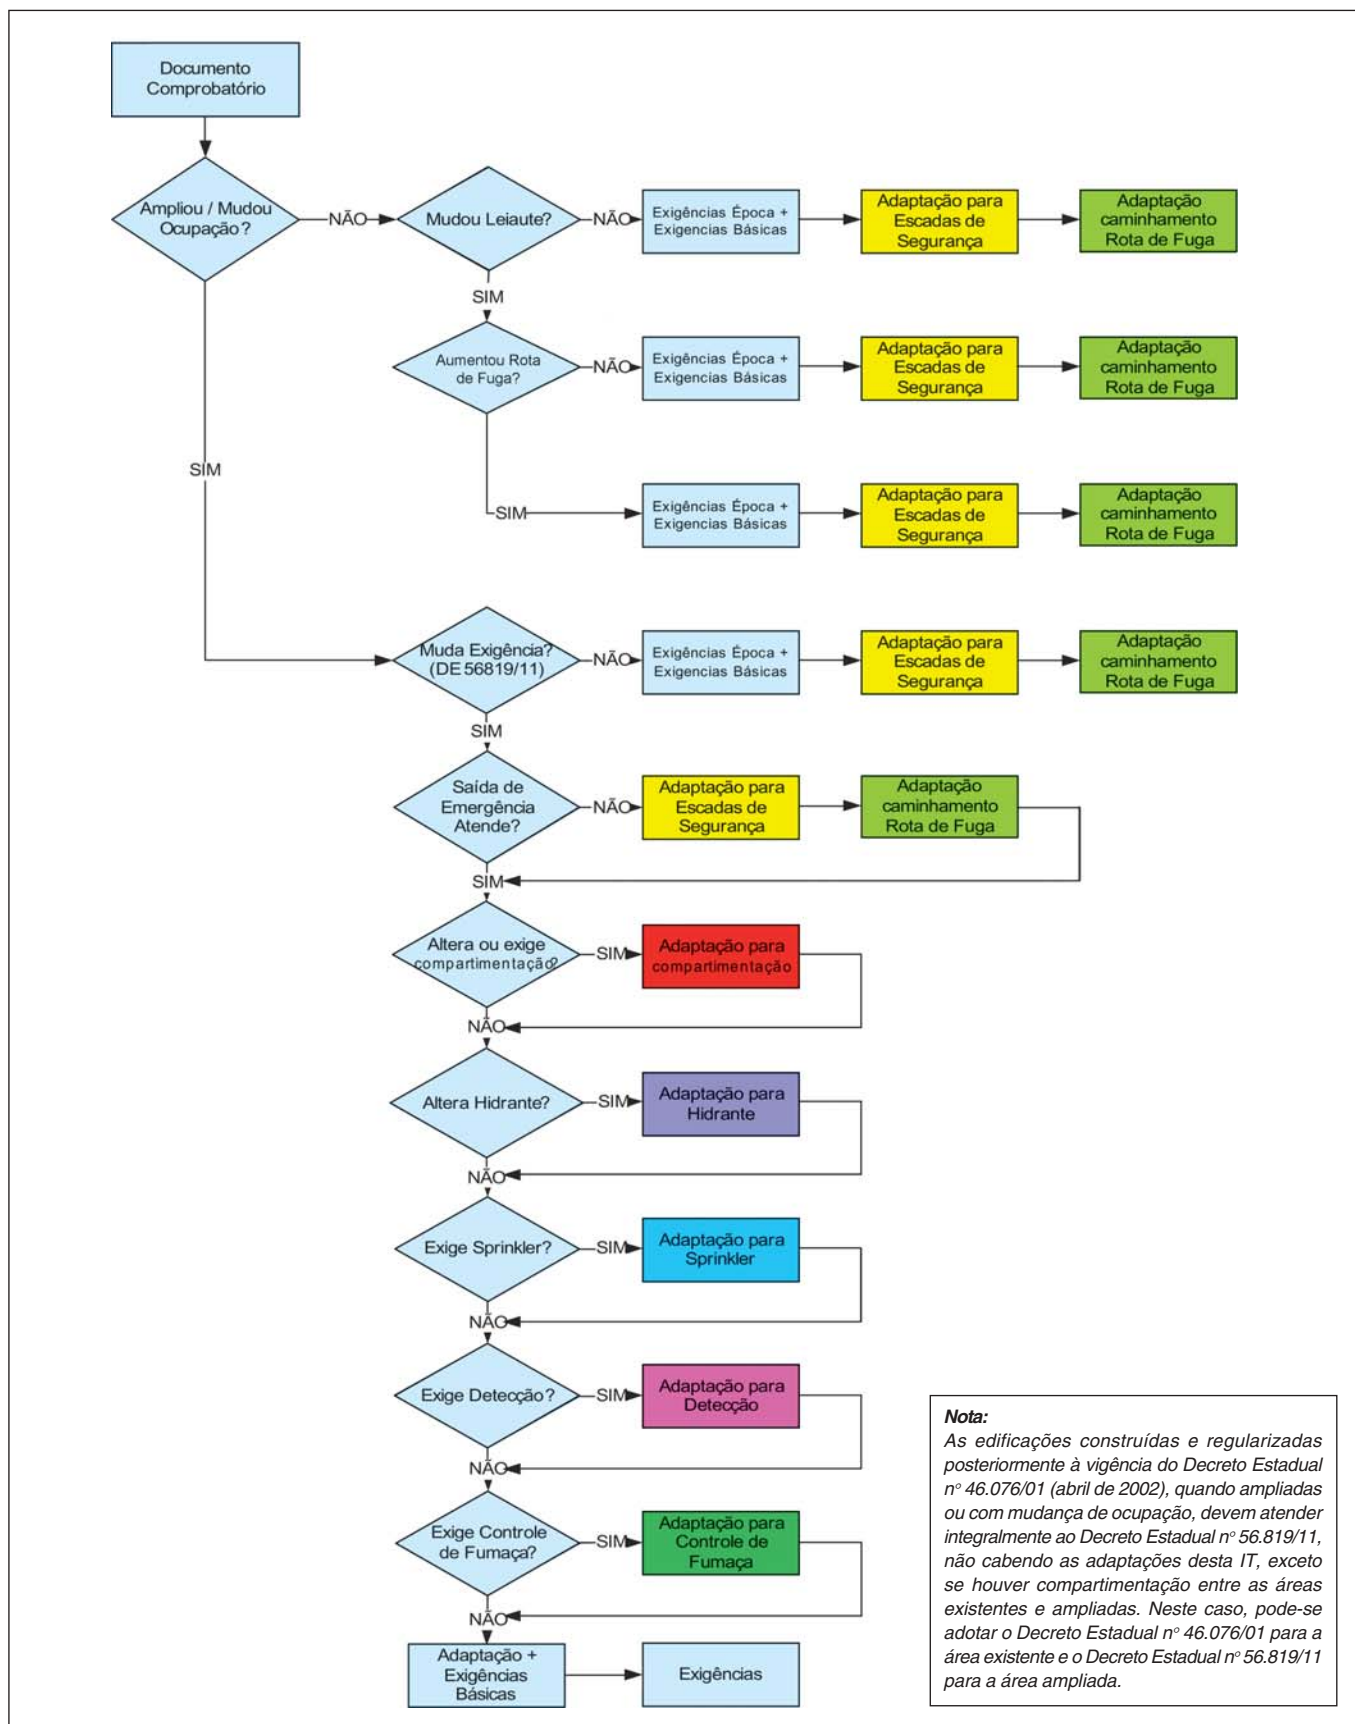 Documento
Comprobatório
Ampliou / Mudou
Ocupação?
NÃO
Mudou Leiaute?
NÃO
Exigências Época +
Exigencias Básicas
Adaptação para
Escadas de
Segurança
Adaptação
caminhamento
Rota de Fuga
SIM
Aumentou Rota
de Fuga?
NÃO
Exigências Época +
Exigencias Básicas
Adaptação para
Escadas de
Segurança
Adaptação
caminhamento
Rota de Fuga
SIM
SIM
Exigências Época +
Exigencias Básicas
Adaptação para
Escadas de
Segurança
Adaptação
caminhamento
Rota de Fuga
Muda Exigência?
(DE 56819/11)
NÃO
Exigências Época +
Exigencias Básicas
Adaptação para
Escadas de
Segurança
Adaptação
caminhamento
Rota de Fuga
SIM
Saída de
Emergência
Atende?
NÃO
Adaptação para
Escadas de
Segurança
Adaptação
caminhamento
Rota de Fuga
SIM
Altera ou exige
compartimentação?
SIM
Adaptação para
compartimentação
NÃO
Altera Hidrante?
SIM
Adaptação para
Hidrante
NÃO
Exige Sprinkler?
SIM
Adaptação para
Sprinkler
NÃO
Exige Detecção?
SIM
Adaptação para
Detecção
NÃO
Exige Controle
de Fumaça?
SIM
Adaptação para
Controle de
Fumaça
NÃO
Adaptação +
Exigências
Básicas
Exigências
Nota:
As edificações construídas e regularizadas
posteriormente à vigência do Decreto Estadual
nº 46.076/01 (abril de 2002), quando ampliadas
ou com mudança de ocupação, devem atender
integralmente ao Decreto Estadual nº 56.819/11,
não cabendo as adaptações desta IT, exceto
se houver compartimentação entre as áreas
existentes e ampliadas. Neste caso, pode-se
adotar o Decreto Estadual nº 46.076/01 para a
área existente e o Decreto Estadual nº 56.819/11
para a área ampliada.